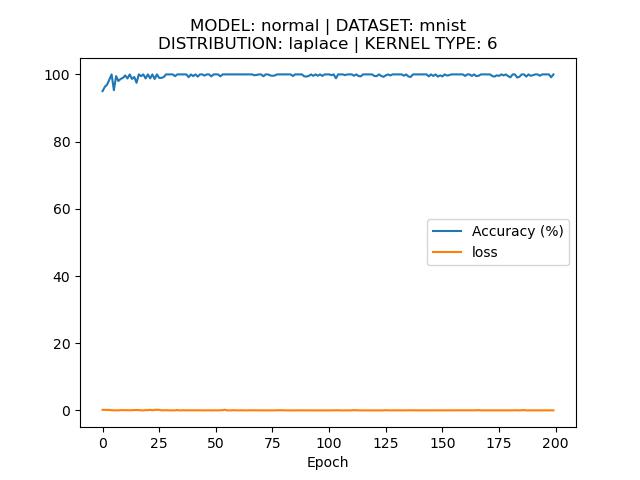 MODEL: normal | DATASET: mnist
DISTRIBUTION: laplace | KERNEL TYPE: 6
100
80
60
40
20
0
Accuracy (%)
loss
0 25 50 75 100 125 150 175 200
Epoch